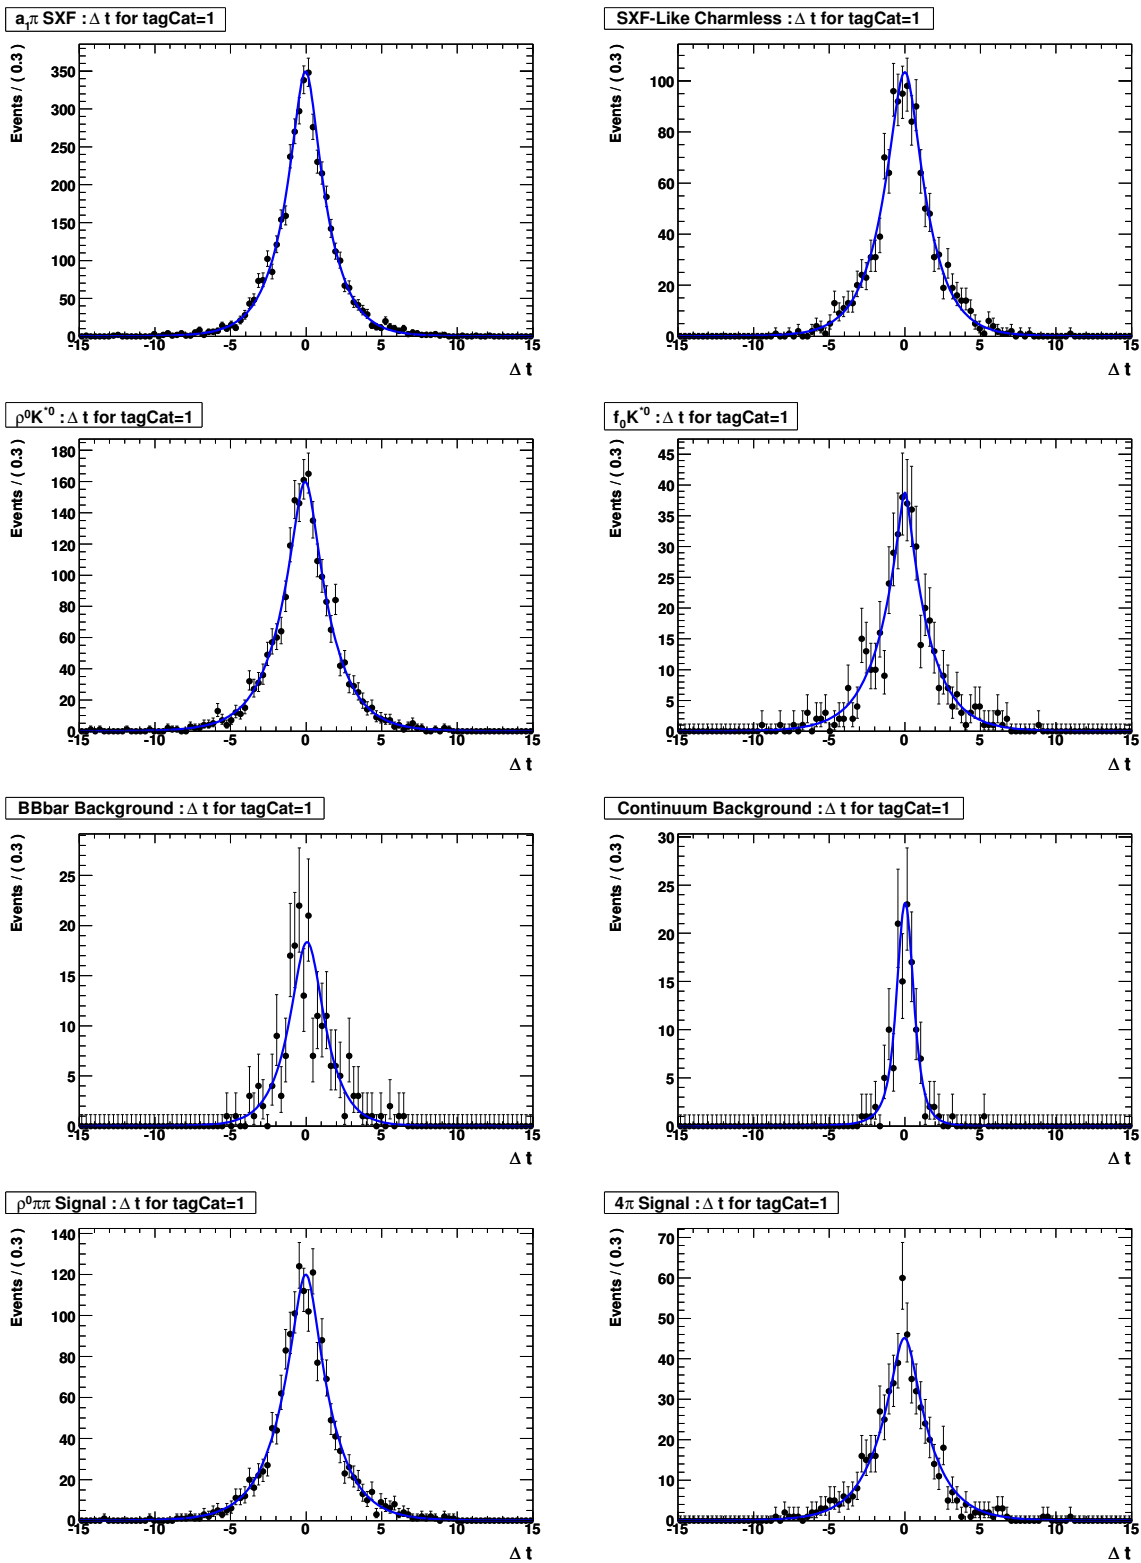 a₁π SXF : Δ t for tagCat=1
Events / ( 0.3 )
350
300
250
200
150
100
50
0
-15 -10 -5 0 5 10 15
Δ t
SXF-Like Charmless : Δ t for tagCat=1
Events / ( 0.3 )
100
80
60
40
20
0
-15 -10 -5 0 5 10 15
Δ t
ρ⁰K*⁰ : Δ t for tagCat=1
Events / ( 0.3 )
180
160
140
120
100
80
60
40
20
0
-15 -10 -5 0 5 10 15
Δ t
f₀K*⁰ : Δ t for tagCat=1
Events / ( 0.3 )
45
40
35
30
25
20
15
10
5
0
-15 -10 -5 0 5 10 15
Δ t
BBbar Background : Δ t for tagCat=1
Events / ( 0.3 )
25
20
15
10
5
0
-15 -10 -5 0 5 10 15
Δ t
Continuum Background : Δ t for tagCat=1
Events / ( 0.3 )
30
25
20
15
10
5
0
-15 -10 -5 0 5 10 15
Δ t
ρ⁰ππ Signal : Δ t for tagCat=1
Events / ( 0.3 )
140
120
100
80
60
40
20
0
-15 -10 -5 0 5 10 15
Δ t
4π Signal : Δ t for tagCat=1
Events / ( 0.3 )
70
60
50
40
30
20
10
0
-15 -10 -5 0 5 10 15
Δ t